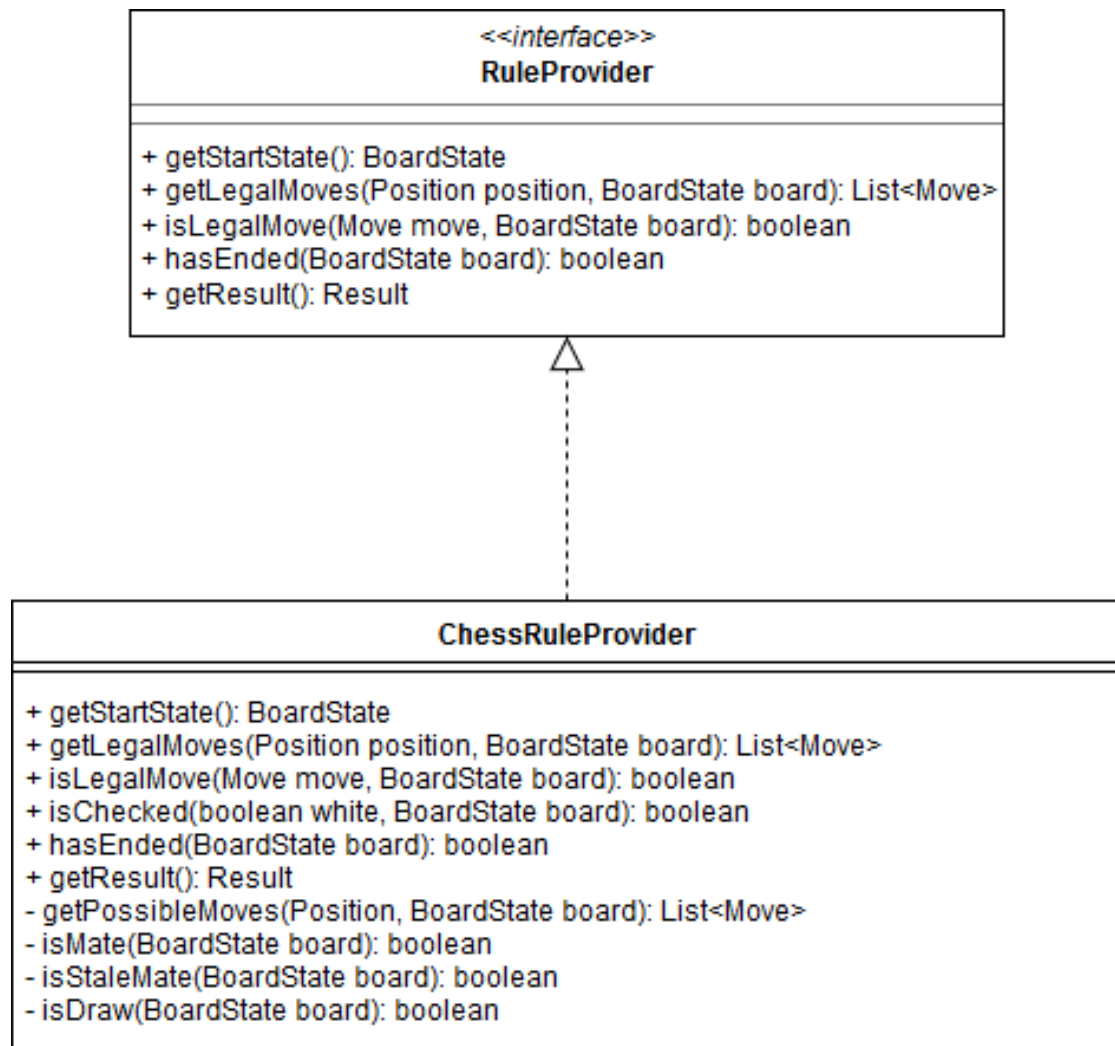 <<interface>>
RuleProvider
+ getStartState(): BoardState
+ getLegalMoves(Position position, BoardState board): List<Move>
+ isLegalMove(Move move, BoardState board): boolean
+ hasEnded(BoardState board): boolean
+ getResult(): Result
ChessRuleProvider
+ getStartState(): BoardState
+ getLegalMoves(Position position, BoardState board): List<Move>
+ isLegalMove(Move move, BoardState board): boolean
+ isChecked(boolean white, BoardState board): boolean
+ hasEnded(BoardState board): boolean
+ getResult(): Result
- getPossibleMoves(Position, BoardState board): List<Move>
- isMate(BoardState board): boolean
- isStaleMate(BoardState board): boolean
- isDraw(BoardState board): boolean